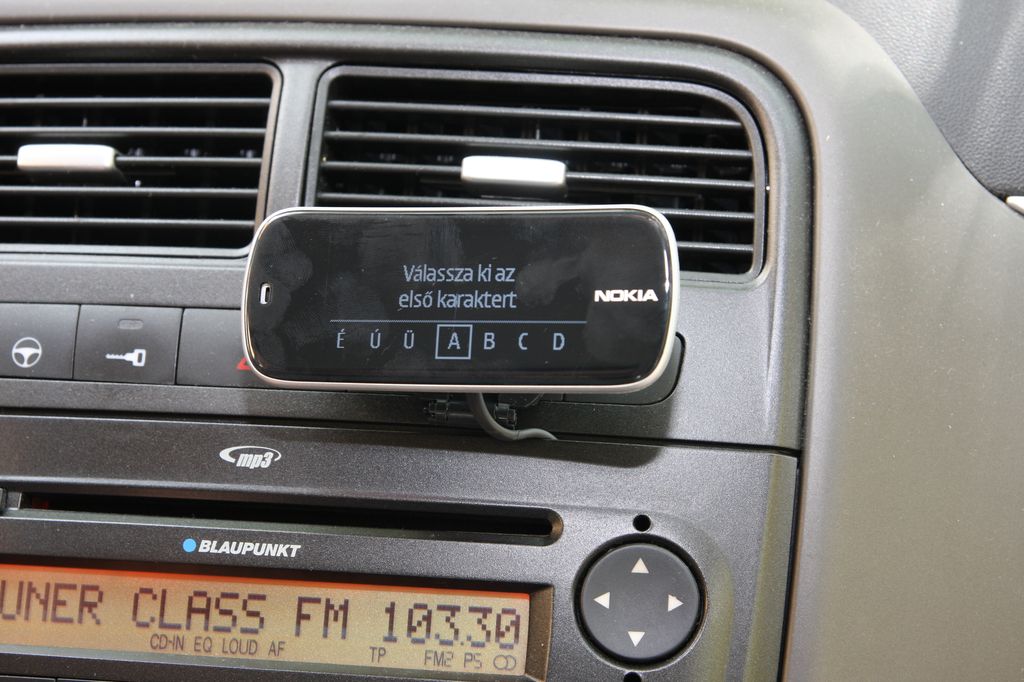 Válassza ki az
első karaktert
NOKIA
É Ú Ü A B C D
mp3
BLAUPUNKT
UNER CLASS FM 103.30
CD-IN EQ LOUD AF TP FM2 PS